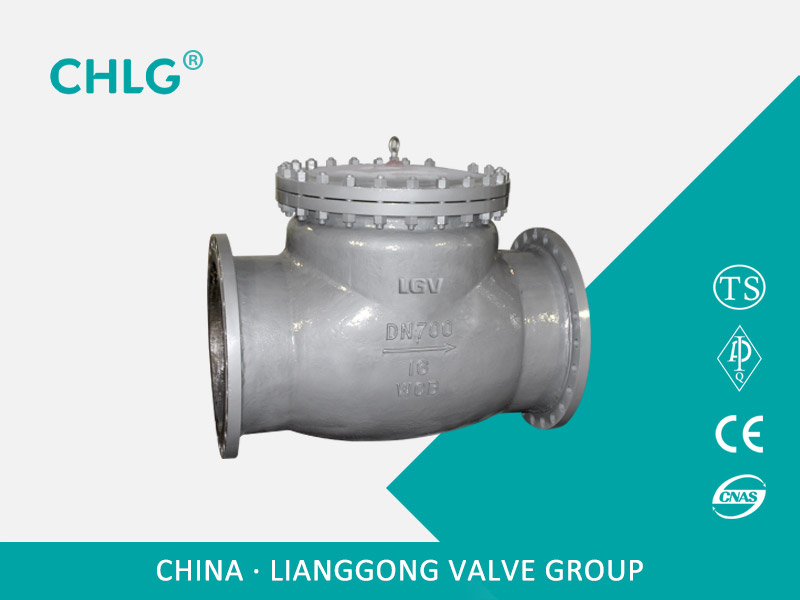 CHLG®
LGV
DN700
16
WCB
TS
Q
CE
CNAS
CHINA · LIANGGONG VALVE GROUP